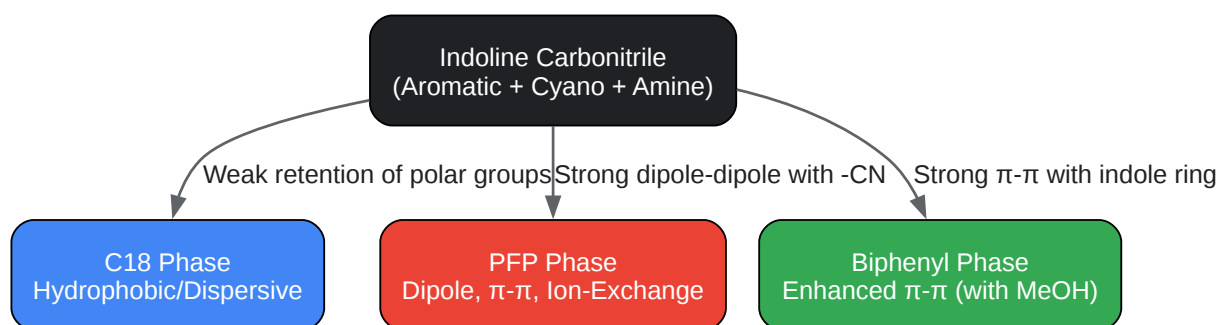 Indoline Carbonitrile
(Aromatic + Cyano + Amine)
Weak retention of polar groups
Strong dipole-dipole with -CN
Strong π-π with indole ring
C18 Phase
Hydrophobic/Dispersive
PFP Phase
Dipole, π-π, Ion-Exchange
Biphenyl Phase
Enhanced π-π (with MeOH)